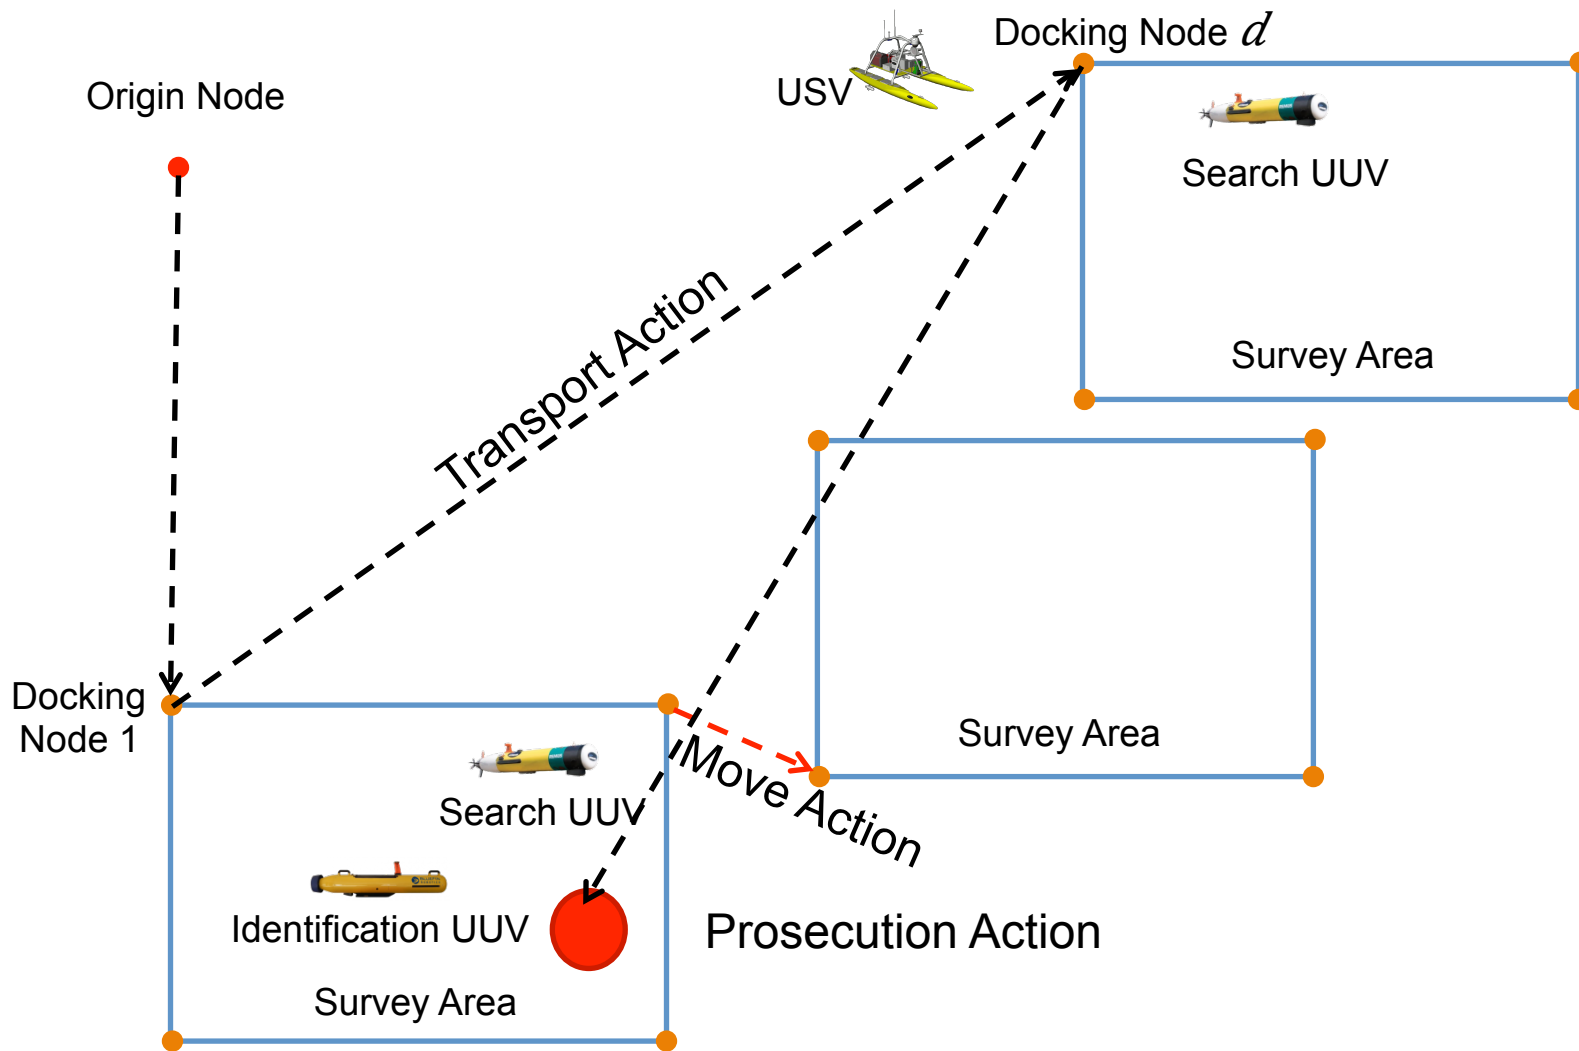 Docking Node d
USV
Origin Node
Search UUV
Transport Action
Survey Area
Docking
Node 1
Survey Area
Move Action
Search UUV
Identification UUV
Prosecution Action
Survey Area